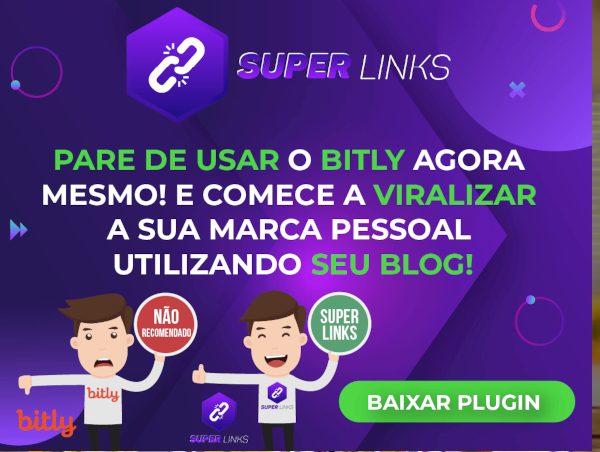 SUPER LINKS
PARE DE USAR O BITLY AGORA
MESMO! E COMECE A VIRALIZAR
A SUA MARCA PESSOAL
UTILIZANDO SEU BLOG!
NÃO
RECOMENDADO
SUPER
LINKS
bitly
SUPER LINKS
bitly
SUPER LINKS
BAIXAR PLUGIN